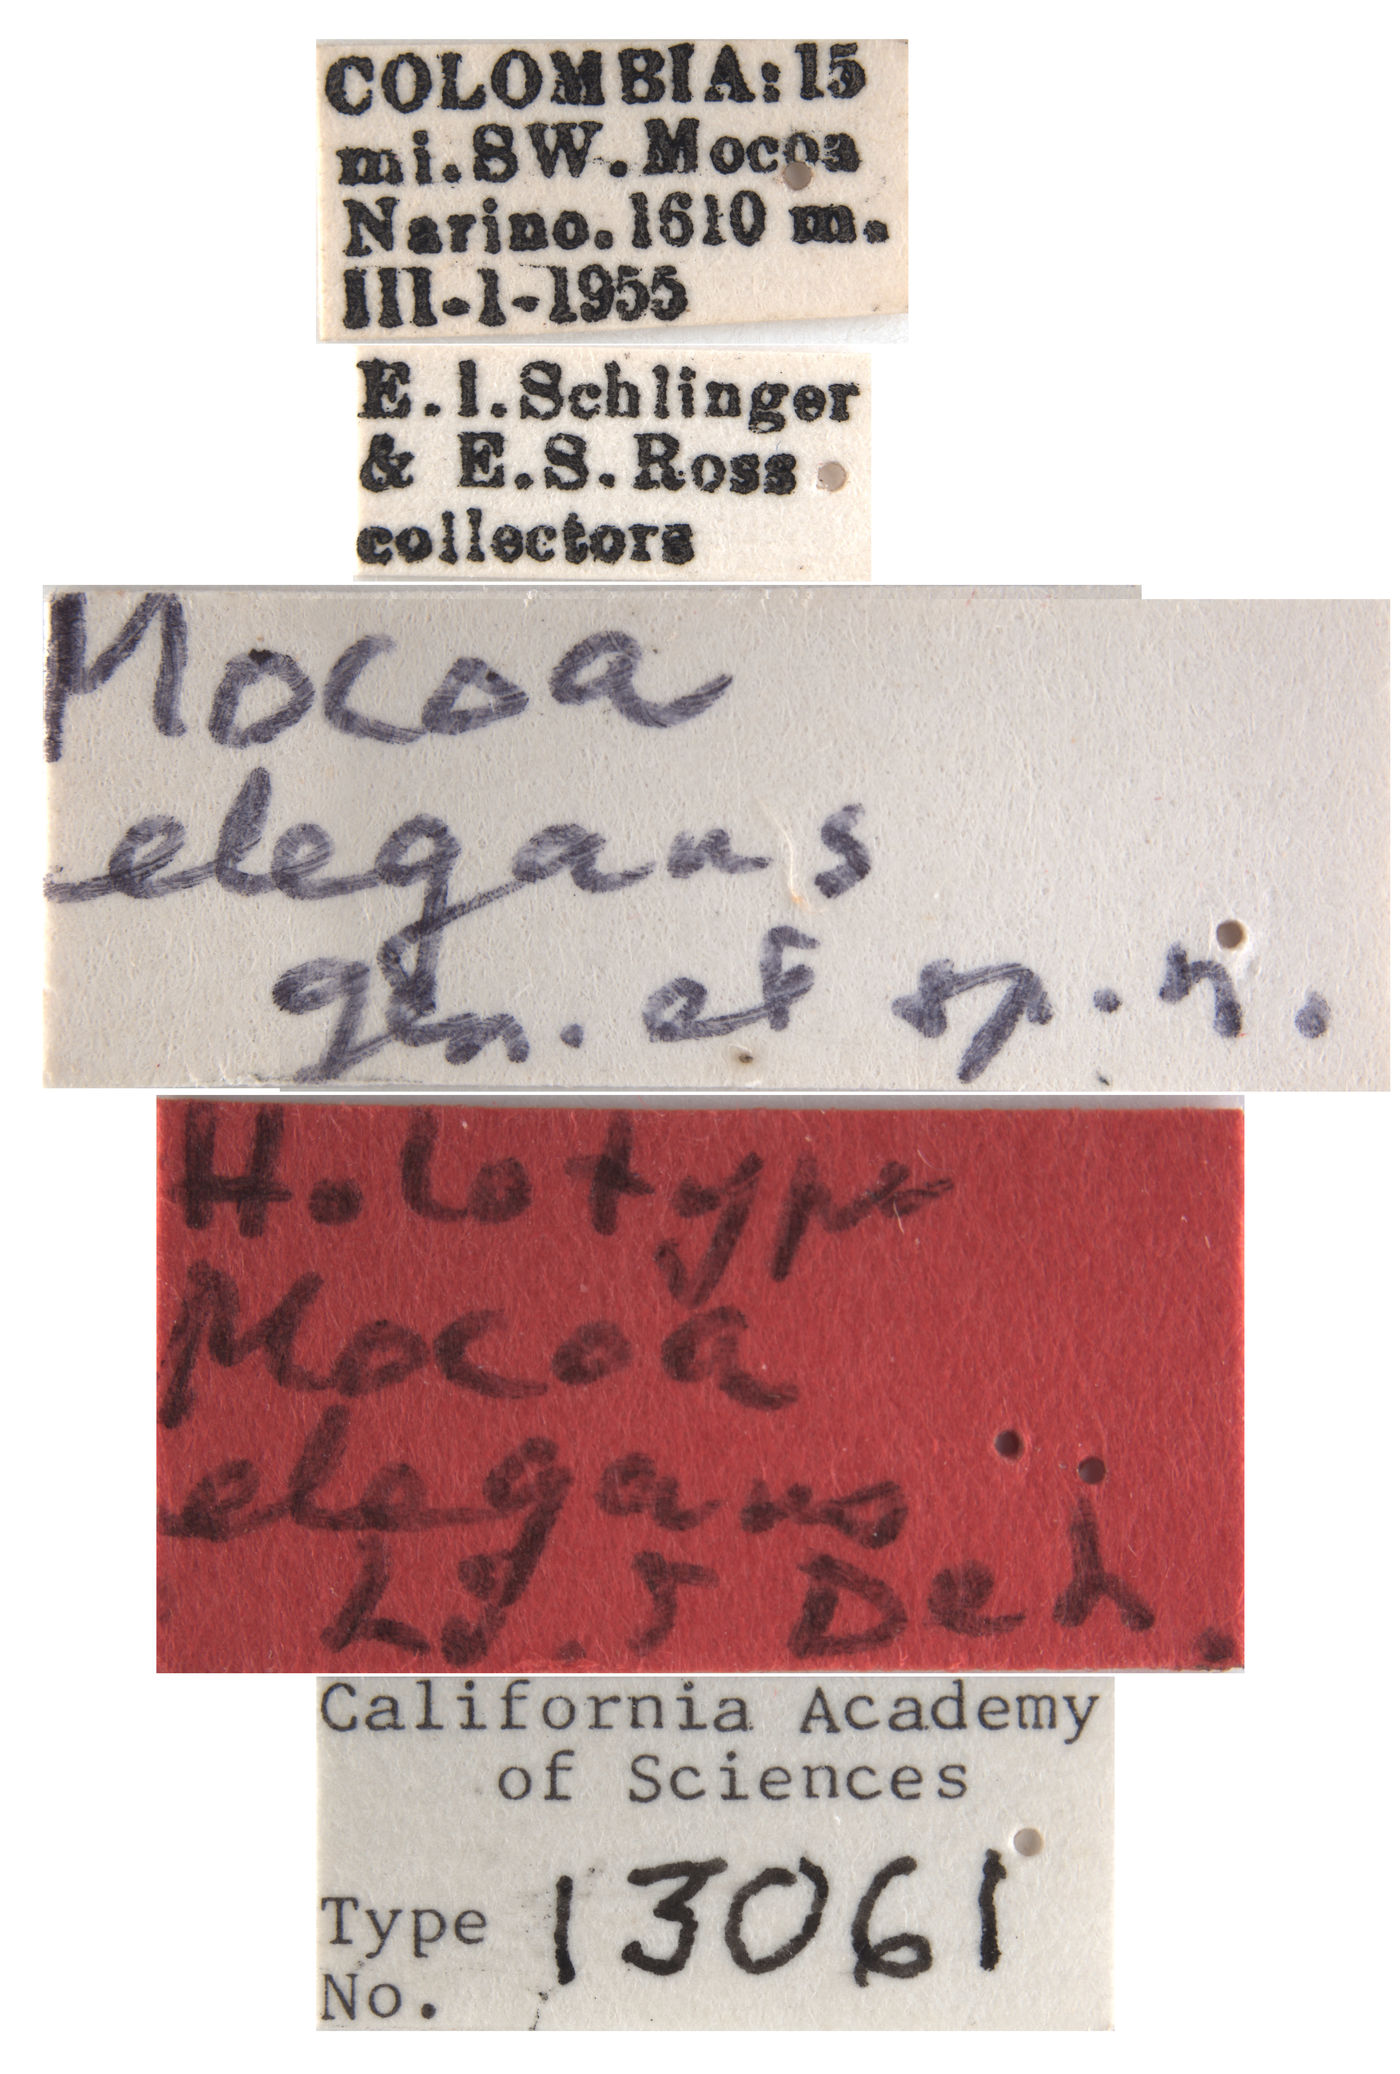 COLOMBIA: 15
mi. SW. Mocoa
Narino. 1610 m.
III-1-1955
E. I. Schlinger
& E. S. Ross
collectors
Mocoa
elegans
gen. et sp. n.
Holotype
Mocoa
elegans
Deh.
California Academy
of Sciences
Type 13061
No.